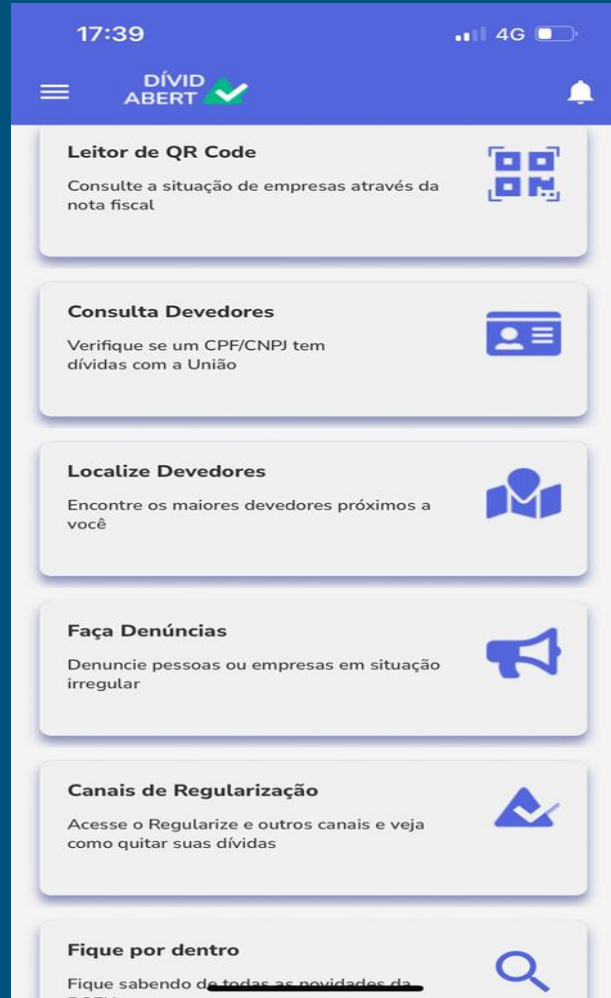 17:39
4G
DÍVID
ABERT
Leitor de QR Code
Consulte a situação de empresas através da
nota fiscal
Consulta Devedores
Verifique se um CPF/CNPJ tem
dívidas com a União
Localize Devedores
Encontre os maiores devedores próximos a
você
Faça Denúncias
Denuncie pessoas ou empresas em situação
irregular
Canais de Regularização
Acesse o Regularize e outros canais e veja
como quitar suas dívidas
Fique por dentro
Fique sabendo de todas as novidades da